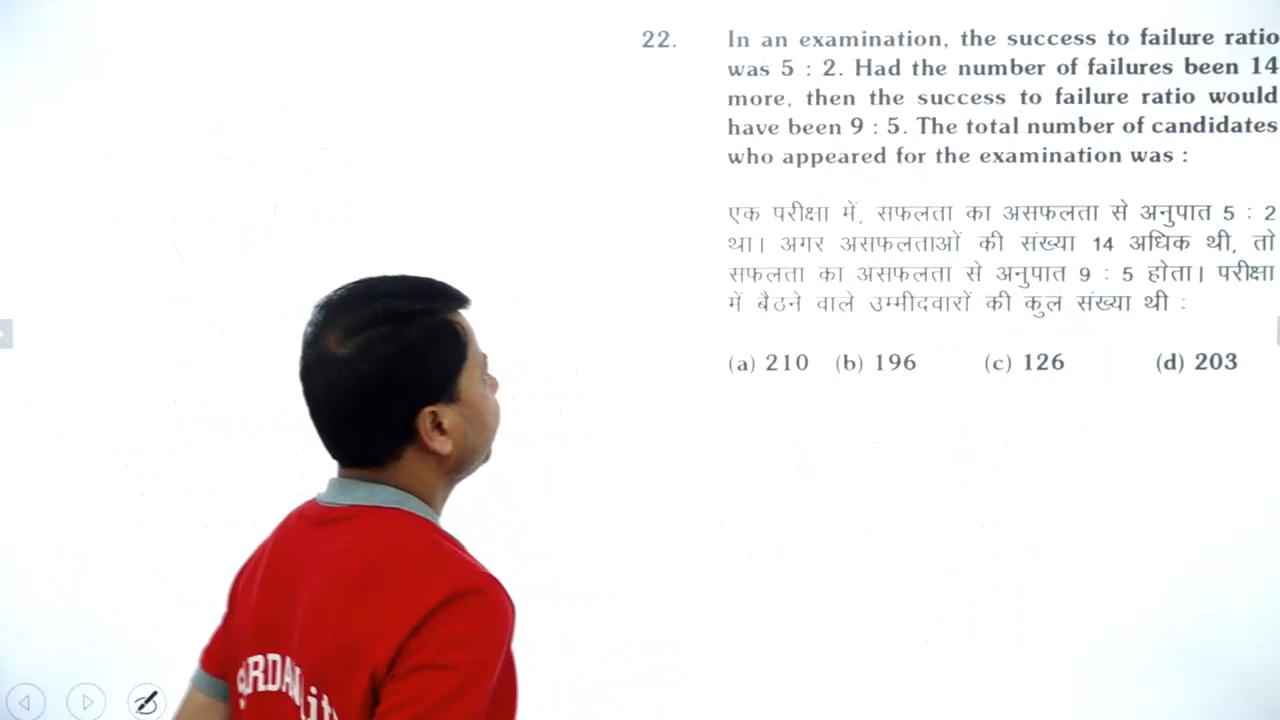 22. In an examination, the success to failure ratio
was 5 : 2. Had the number of failures been 14
more, then the success to failure ratio would
have been 9 : 5. The total number of candidates
who appeared for the examination was :
एक परीक्षा में, सफलता का असफलता से अनुपात 5 : 2
था। अगर असफलताओं की संख्या 14 अधिक थी, तो
सफलता का असफलता से अनुपात 9 : 5 होता। परीक्षा
में बैठने वाले उम्मीदवारों की कुल संख्या थी :
(a) 210 (b) 196 (c) 126 (d) 203